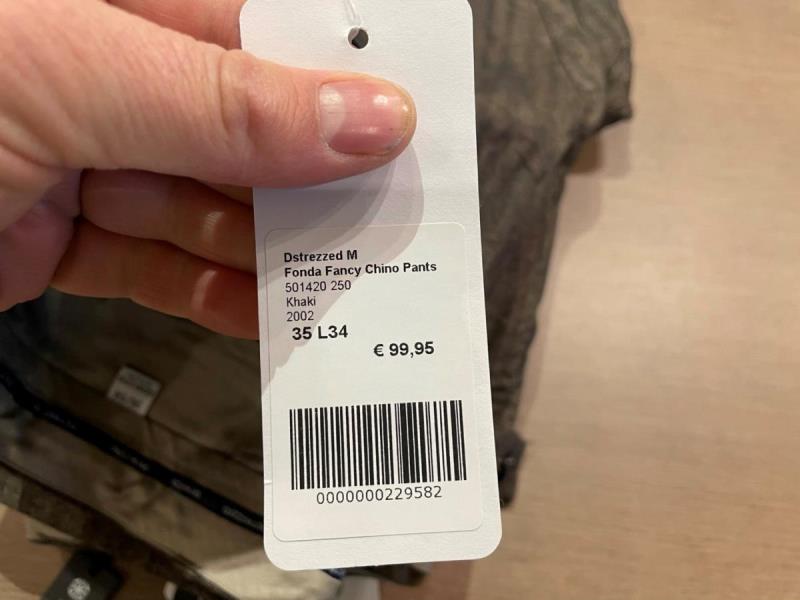 Dstrezzed M
Fonda Fancy Chino Pants
501420 250
Khaki
2002
35 L34
€ 99,95
0000000229582